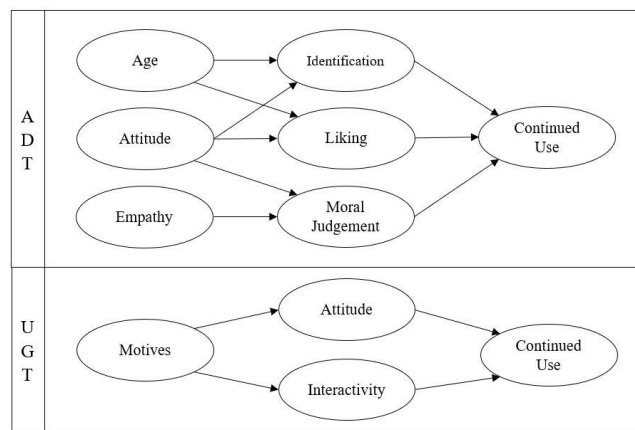 A
D
T
Age
Identification
Attitude
Liking
Continued
Use
Empathy
Moral
Judgement
U
G
T
Motives
Attitude
Interactivity
Continued
Use